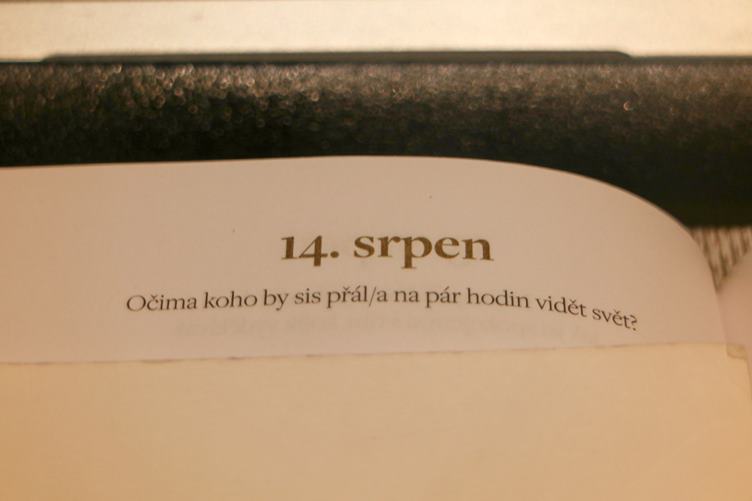 14. srpen
Očima koho by sis přál/a na pár hodin vidět svět?